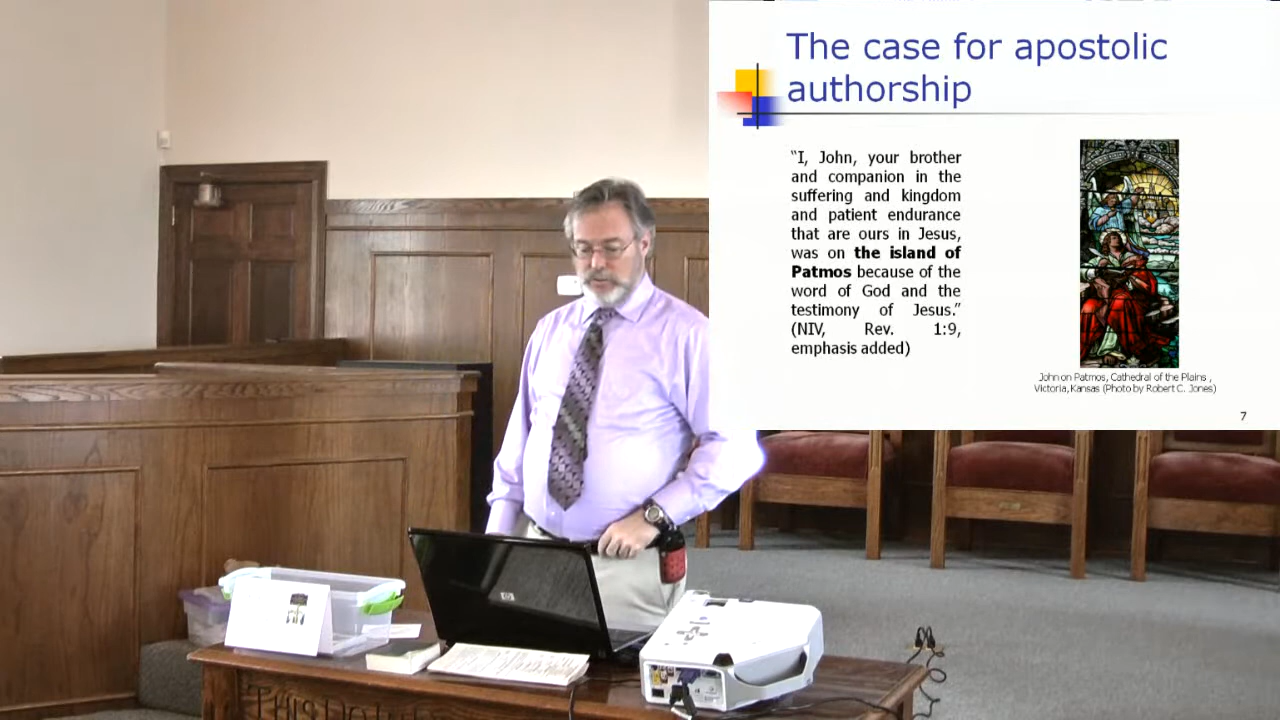 The case for apostolic
authorship
“I, John, your brother
and companion in the
suffering and kingdom
and patient endurance
that are ours in Jesus,
was on the island of
Patmos because of the
word of God and the
testimony of Jesus.”
(NIV, Rev. 1:9,
emphasis added)
John on Patmos, Cathedral of the Plains ,
Victoria, Kansas (Photo by Robert C. Jones)
7
hp
THIS DO